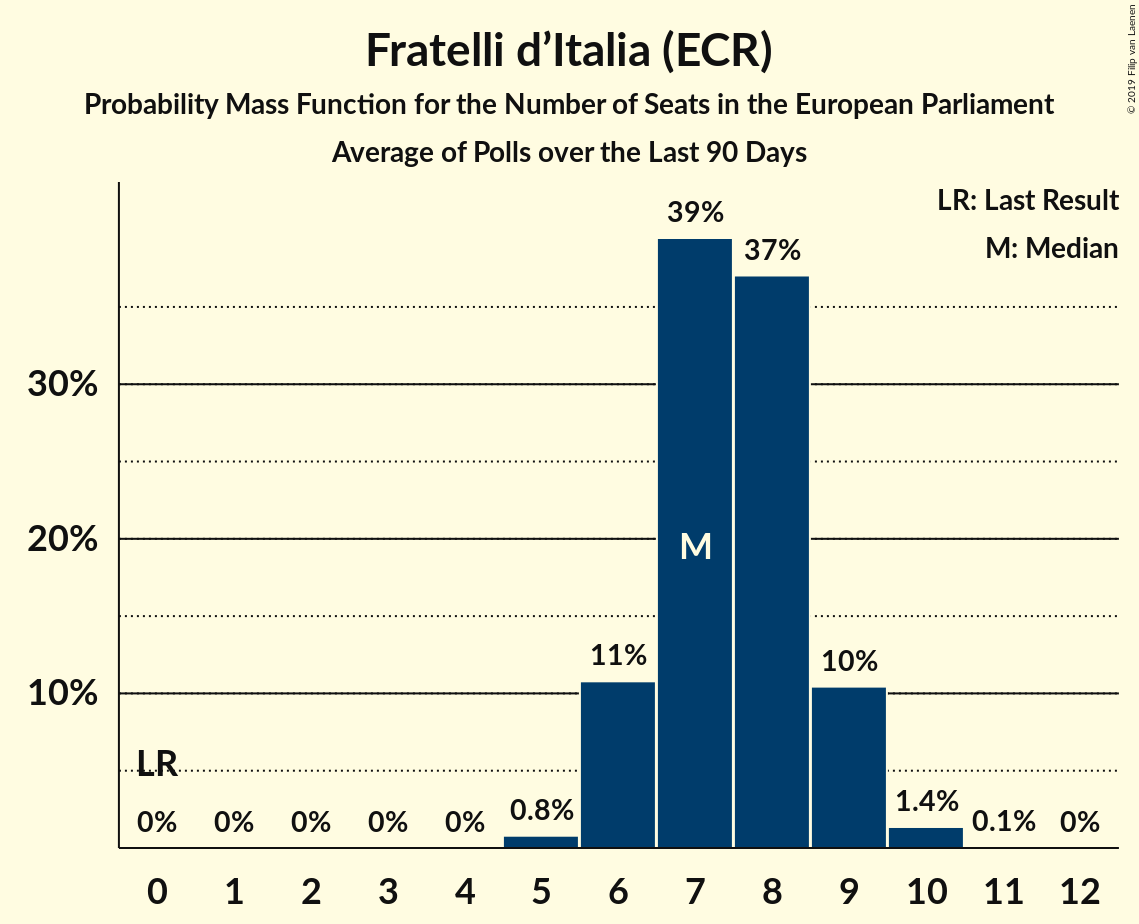 Fratelli d’Italia (ECR)
Probability Mass Function for the Number of Seats in the European Parliament
Average of Polls over the Last 90 Days
© 2019 Filip van Laenen
LR: Last Result
M: Median
39%
37%
30%
20%
M
11%
10%
10%
LR
0%
0%
0%
0%
0%
0.8%
1.4%
0.1%
0%
0 1 2 3 4 5 6 7 8 9 10 11 12